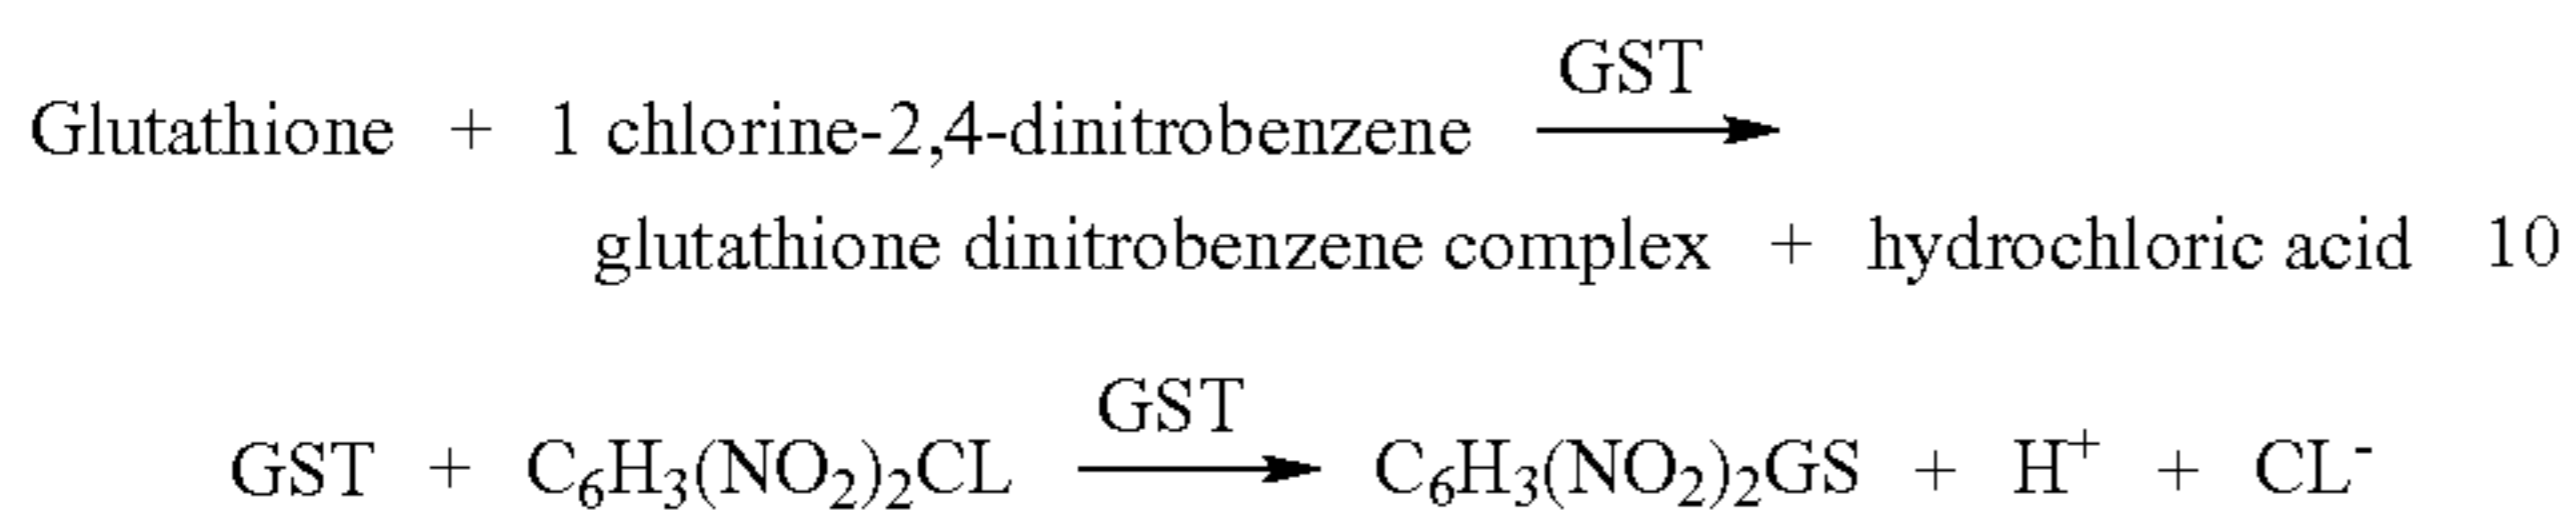 GST
Glutathione + 1 chlorine-2,4-dinitrobenzene ⟶
glutathione dinitrobenzene complex + hydrochloric acid 10
GST
GST + C₆H₃(NO₂)₂CL ⟶ C₆H₃(NO₂)₂GS + H⁺ + CL⁻